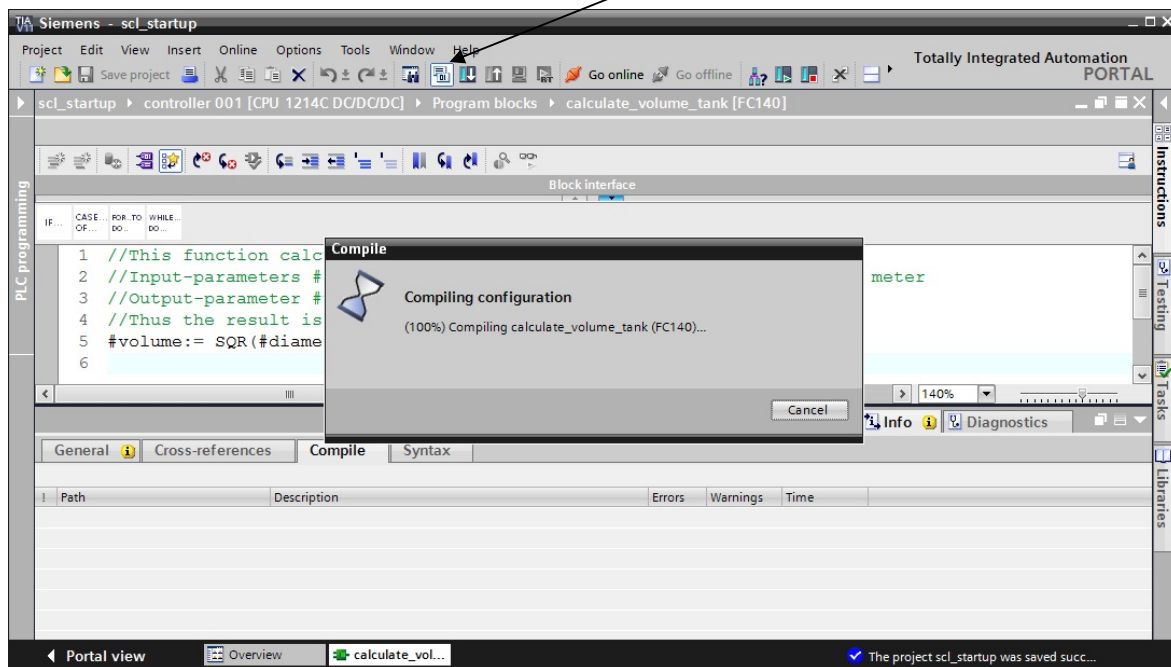 Siemens - scl_startup
Project Edit View Insert Online Options Tools Window Help
Totally Integrated Automation
PORTAL
Save project Go online Go offline
scl_startup ▸ controller 001 [CPU 1214C DC/DC/DC] ▸ Program blocks ▸ calculate_volume_tank [FC140]
Block interface
IF... CASE... OF... FOR..TO DO.. WHILE... DO...
1 //This function calc
2 //Input-parameters # meter
3 //Output-parameter #
4 //Thus the result is
5 #volume:= SQR(#diame
6
Compile
Compiling configuration
(100%) Compiling calculate_volume_tank (FC140)...
Cancel
140%
Info Diagnostics
General Cross-references Compile Syntax
! Path Description Errors Warnings Time
PLC programming
Instructions
Testing
Tasks
Libraries
Portal view Overview calculate_vol... The project scl_startup was saved succ...